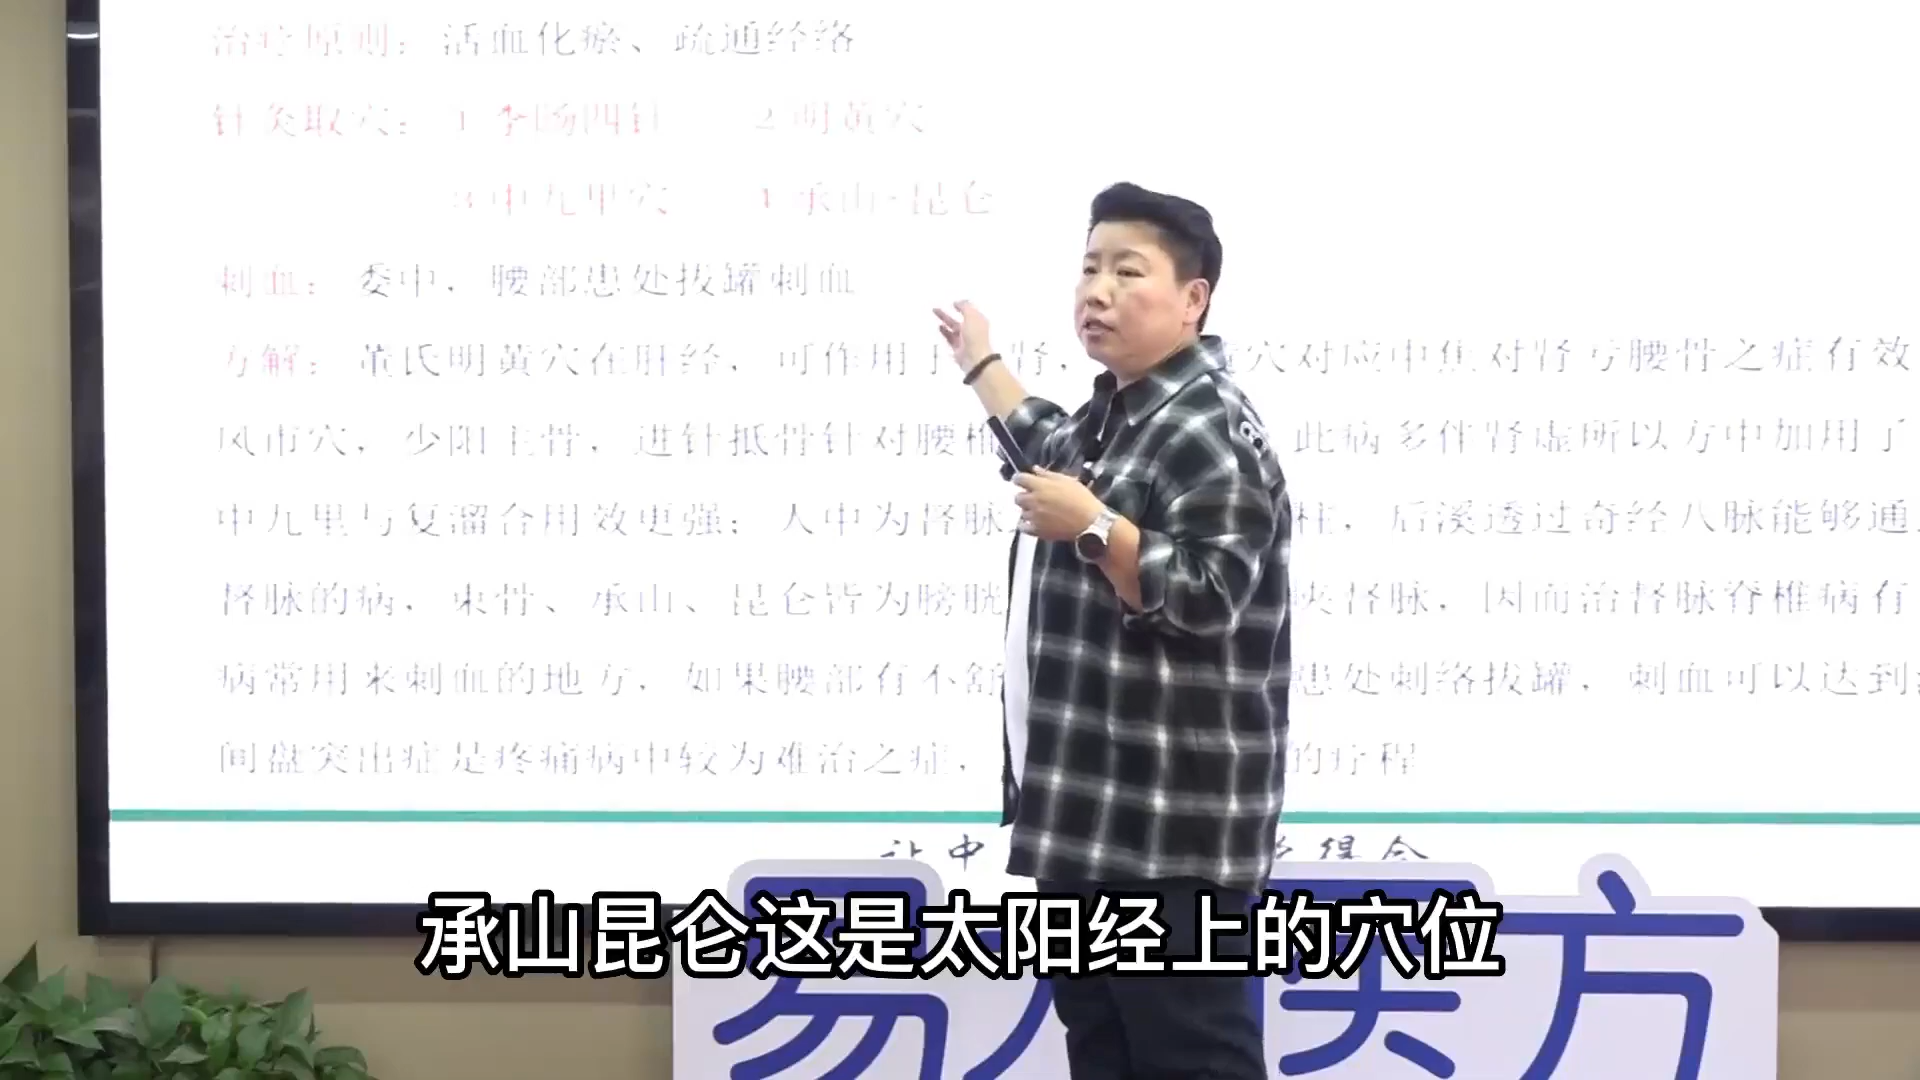 治疗原则：活血化瘀、疏通经络
针灸取穴：1 李旸四针 2 明黄穴
3 中九里穴 4 承山·昆仑
刺血：委中，腰部患处拔罐刺血
方解：董氏明黄穴在肝经，可作用于 肾， 穴对应中焦对肾亏腰骨之症有效
风市穴，少阳主骨，进针抵骨针对腰椎 此病多伴肾虚所以方中加用了
中九里与复溜合用效更强；人中为督脉 后溪透过奇经八脉能够通
督脉的病，束骨、承山、昆仑皆为膀胱 夹督脉，因而治督脉脊椎病有
病常用来刺血的地方，如果腰部有不舒 患处刺络拔罐，刺血可以达到
间盘突出症是疼痛病中较为难治之症， 的疗程
让中 得会
承山昆仑这是太阳经上的穴位
易 方